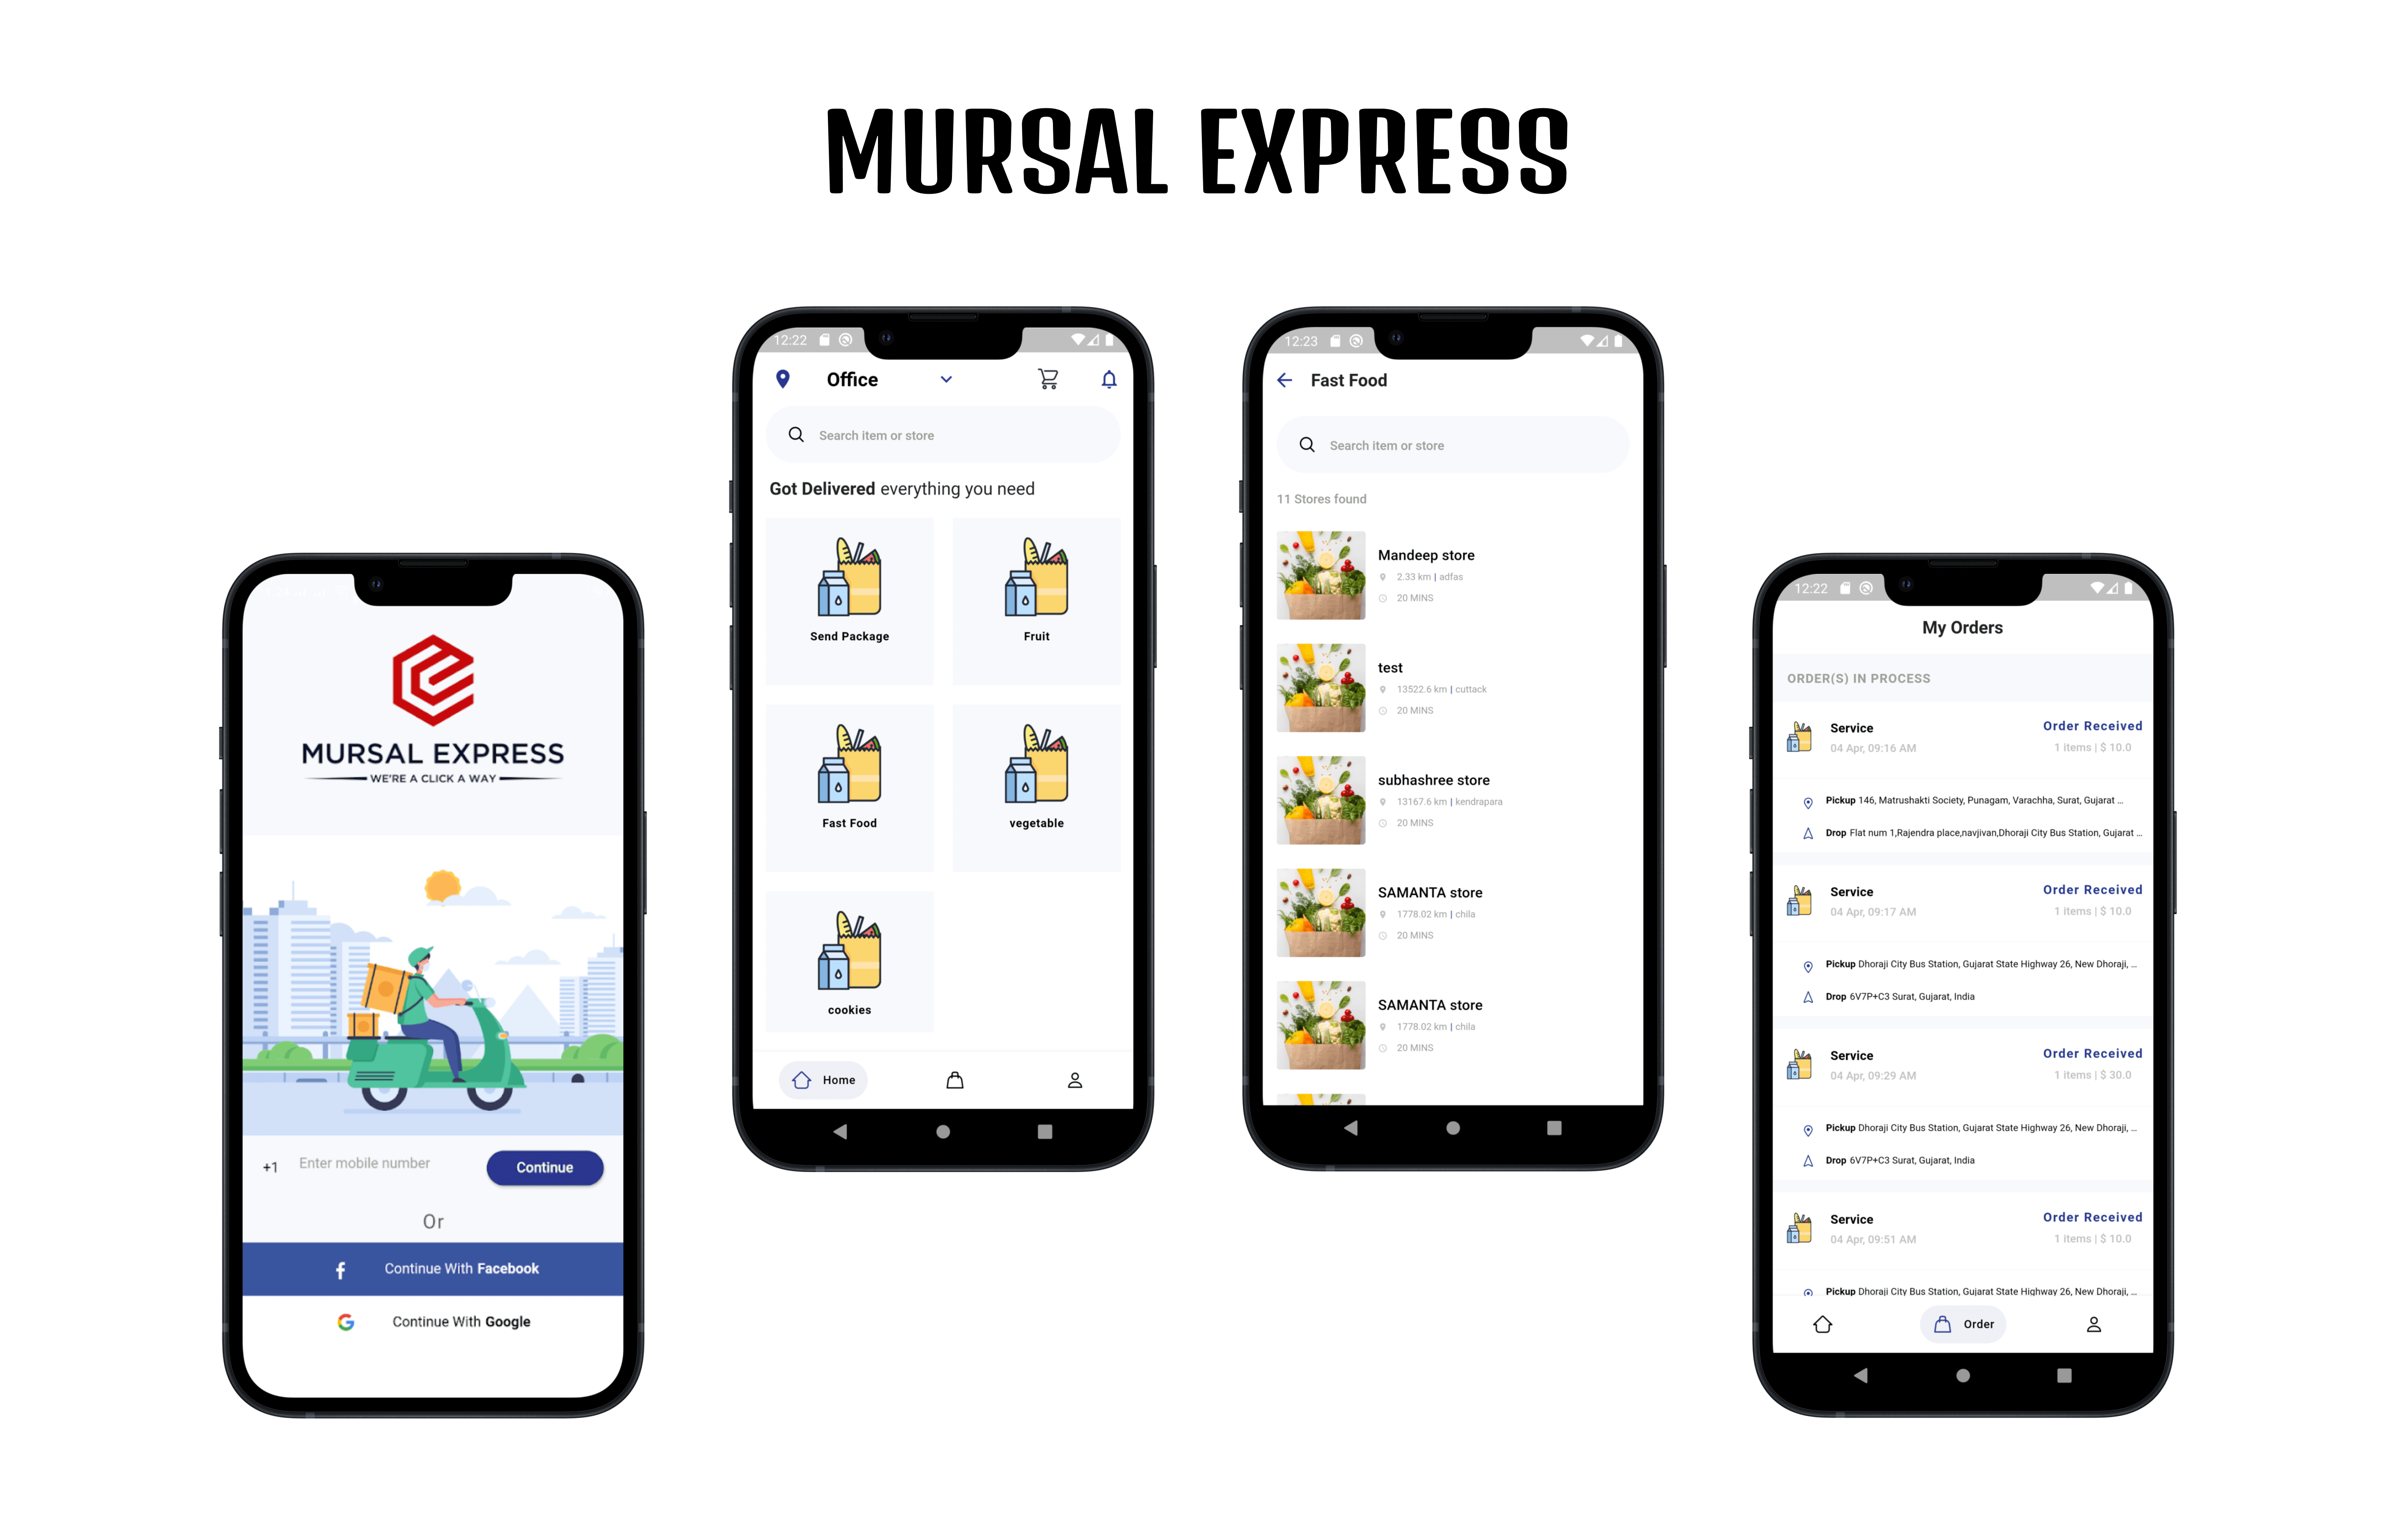 MURSAL EXPRESS
MURSAL EXPRESS
WE'RE A CLICK A WAY
+1 Enter mobile number Continue
Or
f Continue With Facebook
G Continue With Google
12:22
Office
Search item or store
Got Delivered everything you need
Send Package Fruit
Fast Food vegetable
cookies
Home
12:23
Fast Food
Search item or store
11 Stores found
Mandeep store
2.33 km | adfas
20 MINS
test
13522.6 km | cuttack
20 MINS
subhashree store
13167.6 km | kendrapara
20 MINS
SAMANTA store
1778.02 km | chila
20 MINS
SAMANTA store
1778.02 km | chila
20 MINS
12:22
My Orders
ORDER(S) IN PROCESS
Service Order Received
04 Apr, 09:16 AM 1 items | $ 10.0
Pickup 146, Matrushakti Society, Punagam, Varachha, Surat, Gujarat ...
Drop Flat num 1,Rajendra place,navjivan,Dhoraji City Bus Station, Gujarat ...
Service Order Received
04 Apr, 09:17 AM 1 items | $ 10.0
Pickup Dhoraji City Bus Station, Gujarat State Highway 26, New Dhoraji, ...
Drop 6V7P+C3 Surat, Gujarat, India
Service Order Received
04 Apr, 09:29 AM 1 items | $ 30.0
Pickup Dhoraji City Bus Station, Gujarat State Highway 26, New Dhoraji, ...
Drop 6V7P+C3 Surat, Gujarat, India
Service Order Received
04 Apr, 09:51 AM 1 items | $ 10.0
Pickup Dhoraji City Bus Station, Gujarat State Highway 26, New Dhoraji, ...
Order